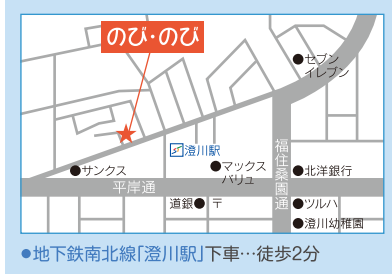 のび・のび
セブン
イレブン
澄川駅
サンクス
マックス
バリュ
北洋銀行
平岸通
福住桑園通
道銀
〒
ツルハ
澄川幼稚園
●地下鉄南北線「澄川駅」下車…徒歩2分